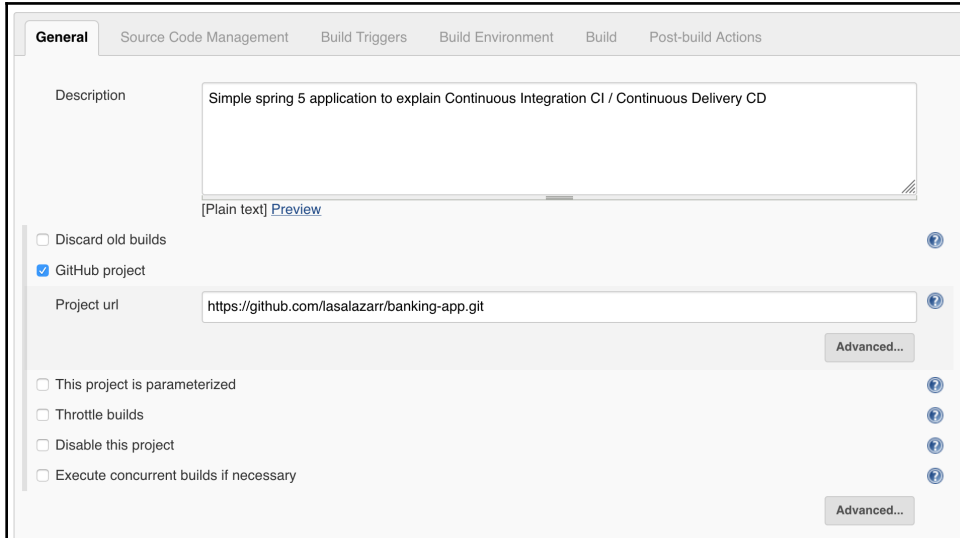 General Source Code Management Build Triggers Build Environment Build Post-build Actions
Description
Simple spring 5 application to explain Continuous Integration CI / Continuous Delivery CD
[Plain text] Preview
Discard old builds
GitHub project
Project url
https://github.com/lasalazarr/banking-app.git
Advanced...
This project is parameterized
Throttle builds
Disable this project
Execute concurrent builds if necessary
Advanced...